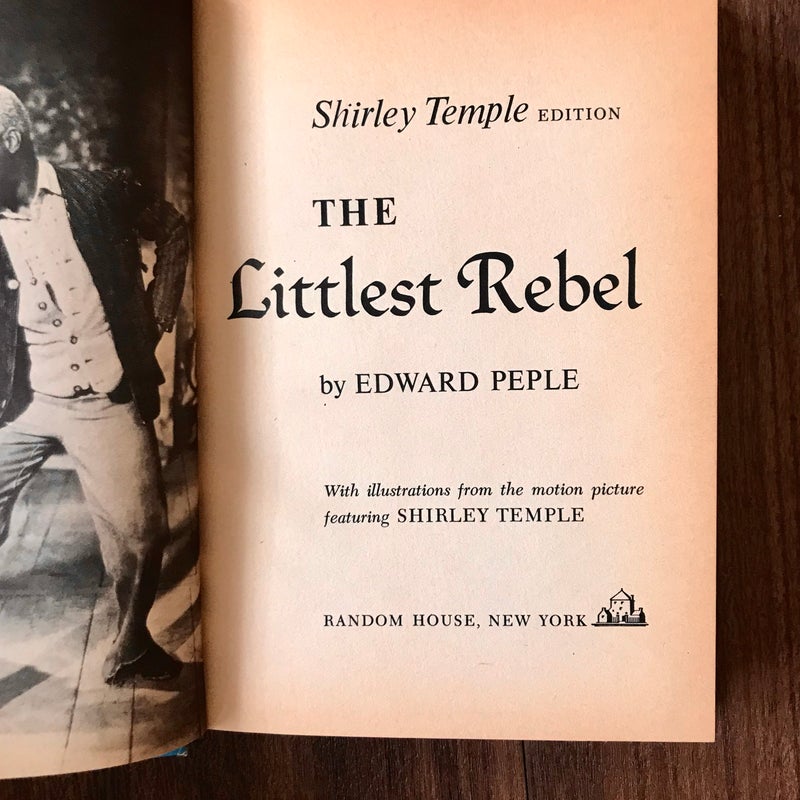 Shirley Temple EDITION
THE
Littlest Rebel
by EDWARD PEPLE
With illustrations from the motion picture
featuring SHIRLEY TEMPLE
RANDOM HOUSE, NEW YORK